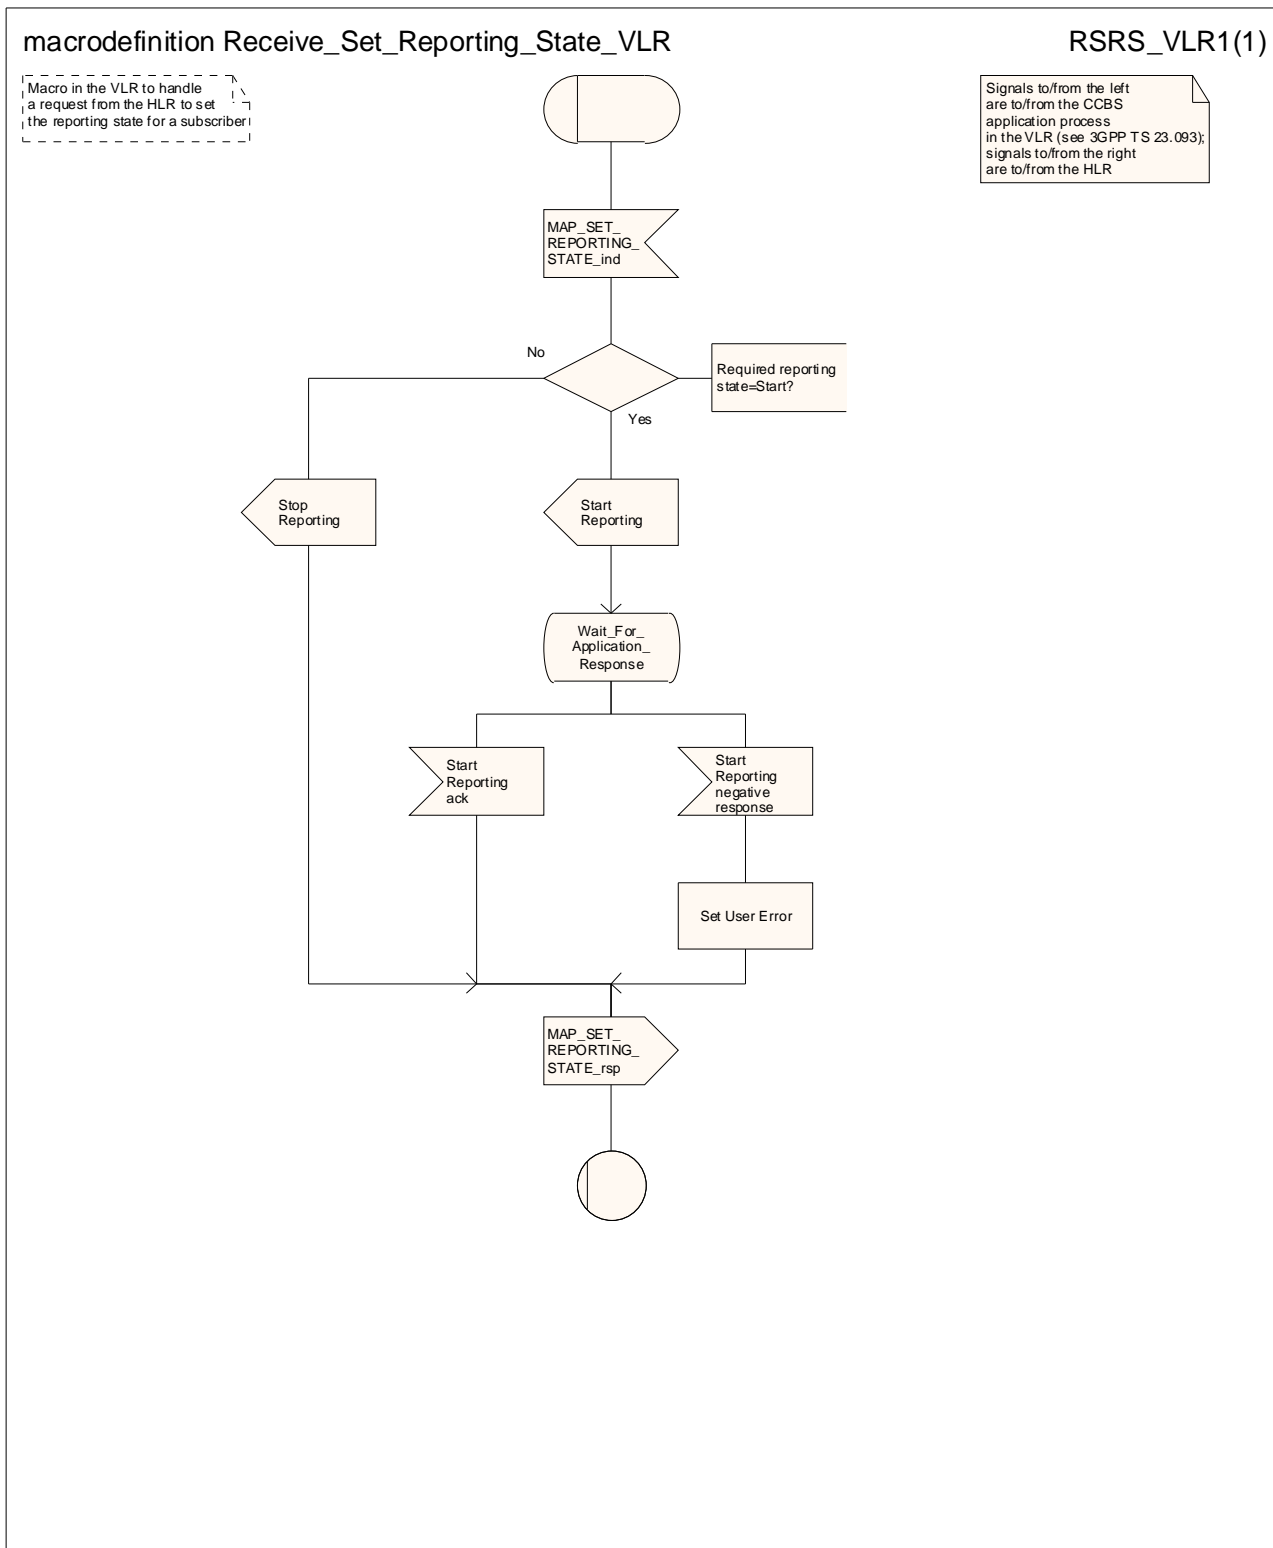 macrodefinition Receive_Set_Reporting_State_VLR
RSRS_VLR1(1)
Macro in the VLR to handle
a request from the HLR to set
the reporting state for a subscriber
Signals to/from the left
are to/from the CCBS
application process
in the VLR (see 3GPP TS 23.093);
signals to/from the right
are to/from the HLR
MAP_SET_
REPORTING_
STATE_ind
No
Required reporting
state=Start?
Yes
Stop
Reporting
Start
Reporting
Wait_For_
Application_
Response
Start
Reporting
ack
Start
Reporting
negative
response
Set User Error
MAP_SET_
REPORTING_
STATE_rsp